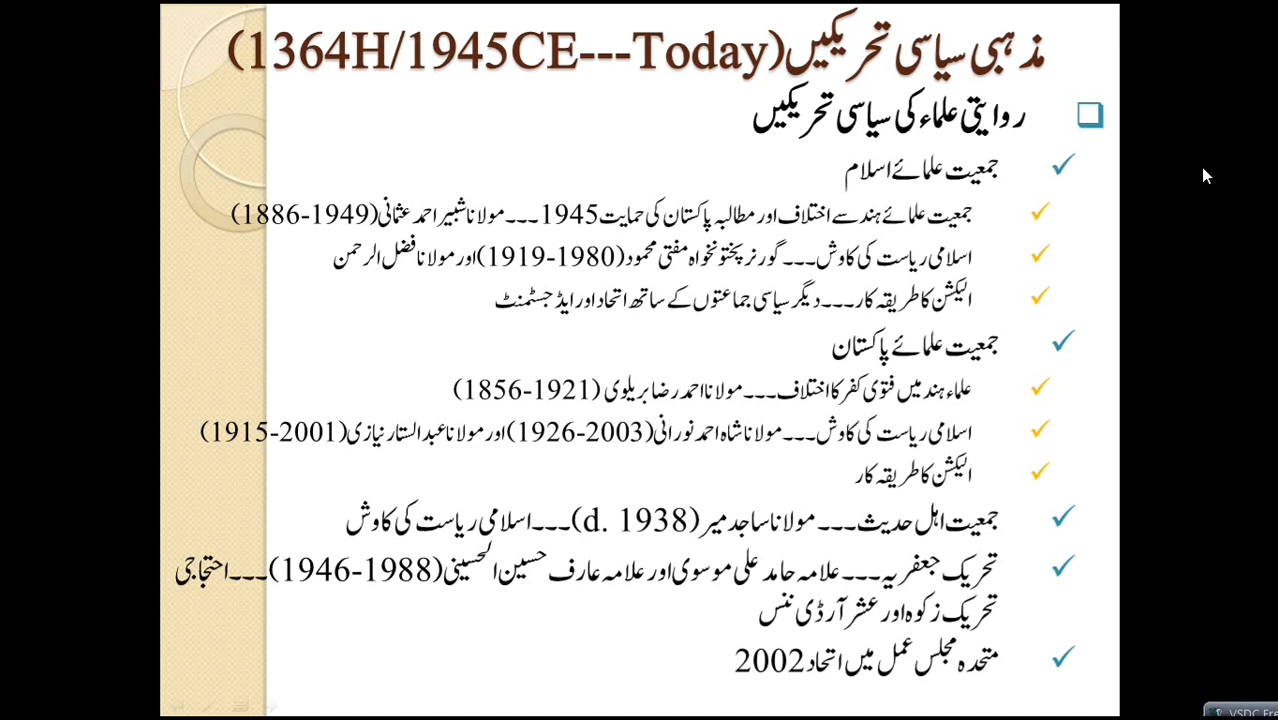 مذہبی سیاسی تحریکیں(1364H/1945CE---Today)
روایتی علماء کی سیاسی تحریکیں
جمعیت علمائے اسلام
جمعیت علمائے ہند سے اختلاف اور مطالبہ پاکستان کی حمایت 1945۔۔۔مولانا شبیر احمد عثمانی(1886-1949)
اسلامی ریاست کی کاوش۔۔۔گورنر پختونخواہ مفتی محمود (1919-1980)اور مولانا فضل الرحمن
الیکشن کا طریقہ کار۔۔۔دیگر سیاسی جماعتوں کے ساتھ اتحاد اور ایڈجسٹمنٹ
جمعیت علمائے پاکستان
علماء ہند میں فتوی کفر کا اختلاف۔۔۔مولانا احمد رضا بریلوی (1856-1921)
اسلامی ریاست کی کاوش۔۔۔مولانا شاہ احمد نورانی(1926-2003)اور مولانا عبدالستار نیازی(1915-2001)
الیکشن کا طریقہ کار
جمعیت اہل حدیث۔۔۔مولانا ساجد میر (d. 1938)۔۔۔اسلامی ریاست کی کاوش
تحریک جعفریہ۔۔۔علامہ حامد علی موسوی اور علامہ عارف حسین الحسینی(1946-1988)۔۔۔احتجاجی
تحریک زکوہ اور عشر آرڈی ننس
متحدہ مجلس عمل میں اتحاد 2002
VSDC Fre